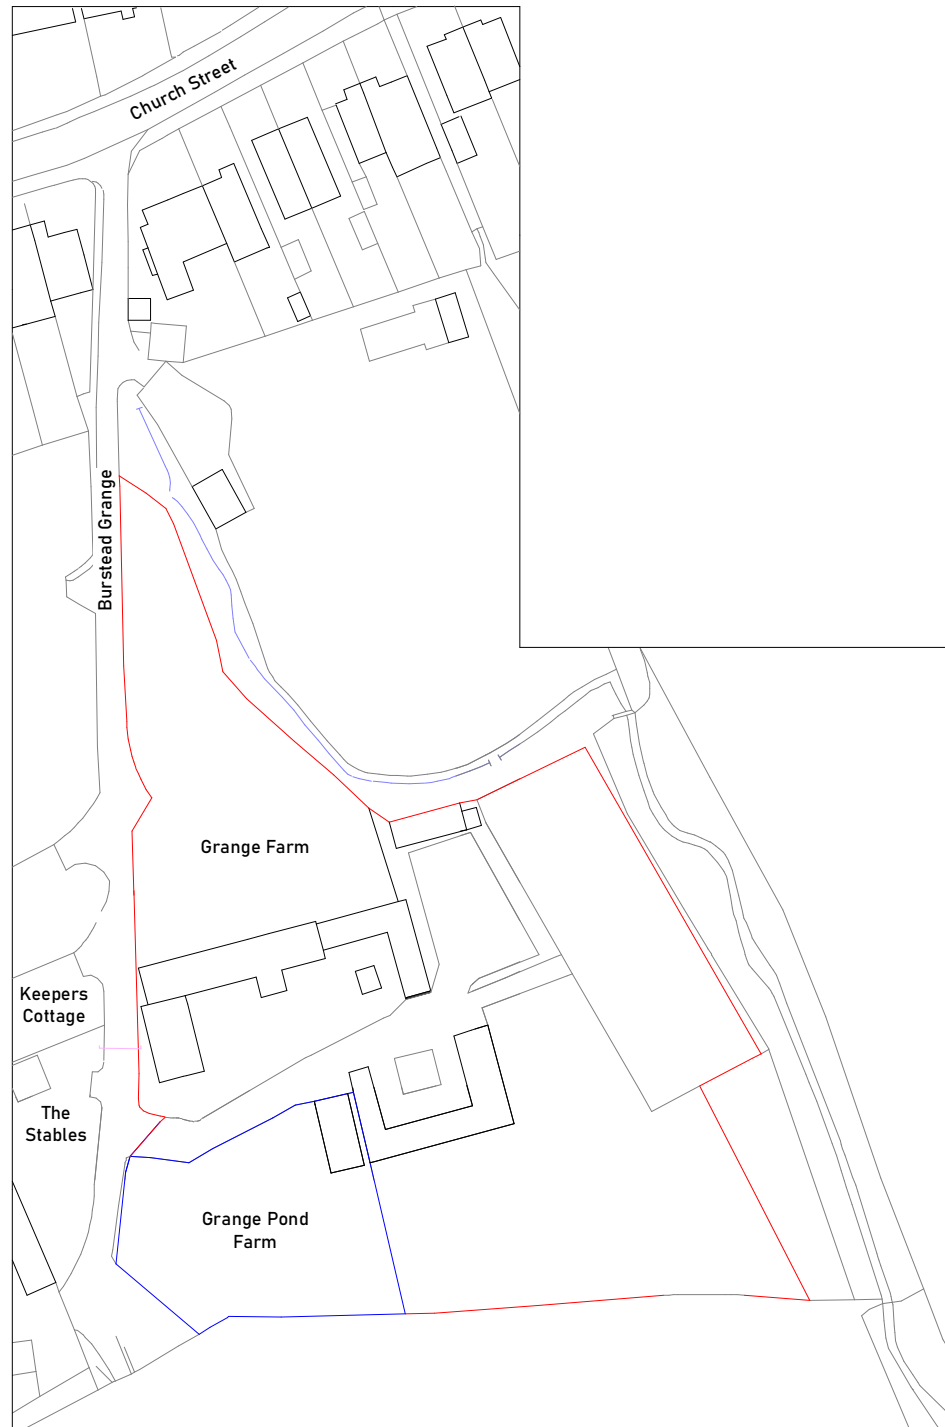 Church Street
Burstead Grange
Grange Farm
Keepers
Cottage
The
Stables
Grange Pond
Farm